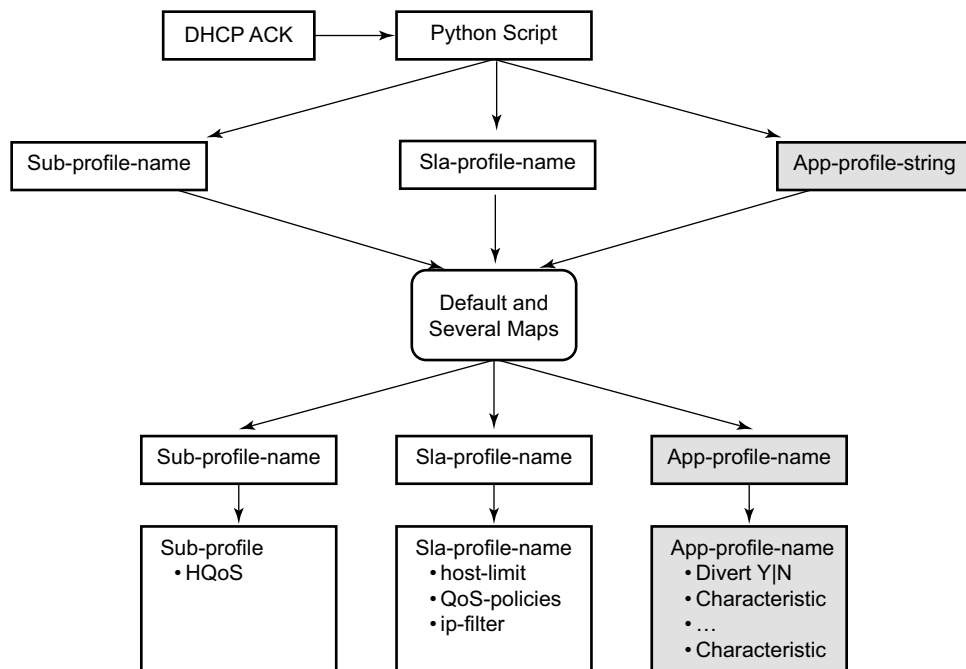 DHCP ACK
Python Script
Sub-profile-name
Sla-profile-name
App-profile-string
Default and
Several Maps
Sub-profile-name
Sla-profile-name
App-profile-name
Sub-profile
• HQoS
Sla-profile-name
• host-limit
• QoS-policies
• ip-filter
App-profile-name
• Divert Y|N
• Characteristic
• …
• Characteristic